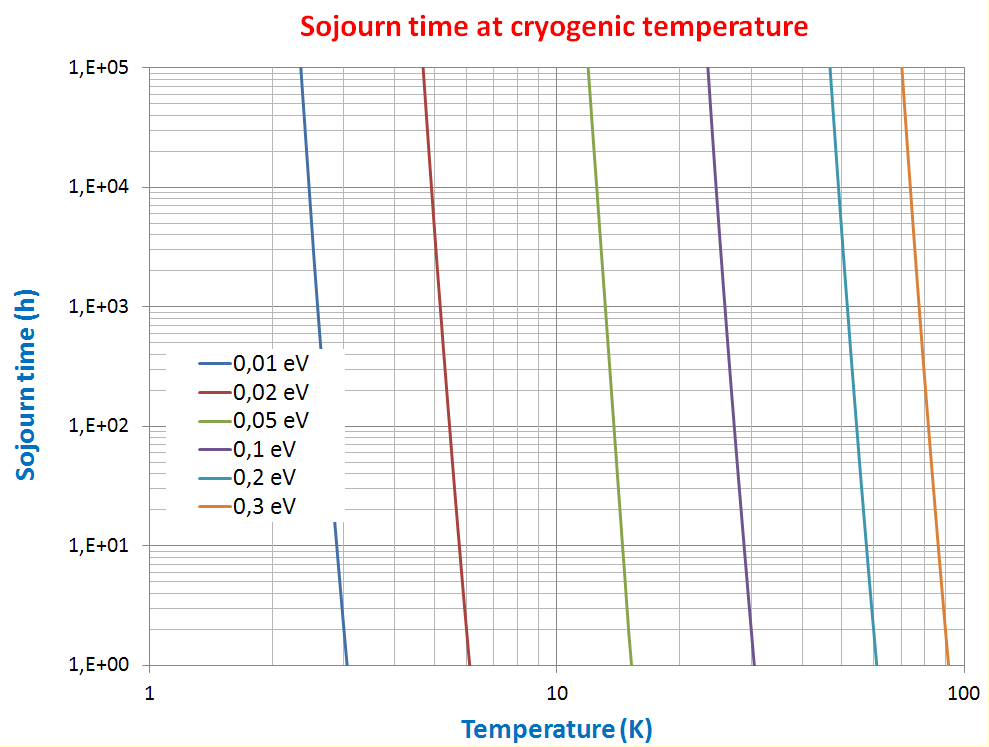 Sojourn time at cryogenic temperature
1,E+05
1,E+04
1,E+03
1,E+02
1,E+01
1,E+00
Sojourn time (h)
0,01 eV
0,02 eV
0,05 eV
0,1 eV
0,2 eV
0,3 eV
1 10 100
Temperature (K)